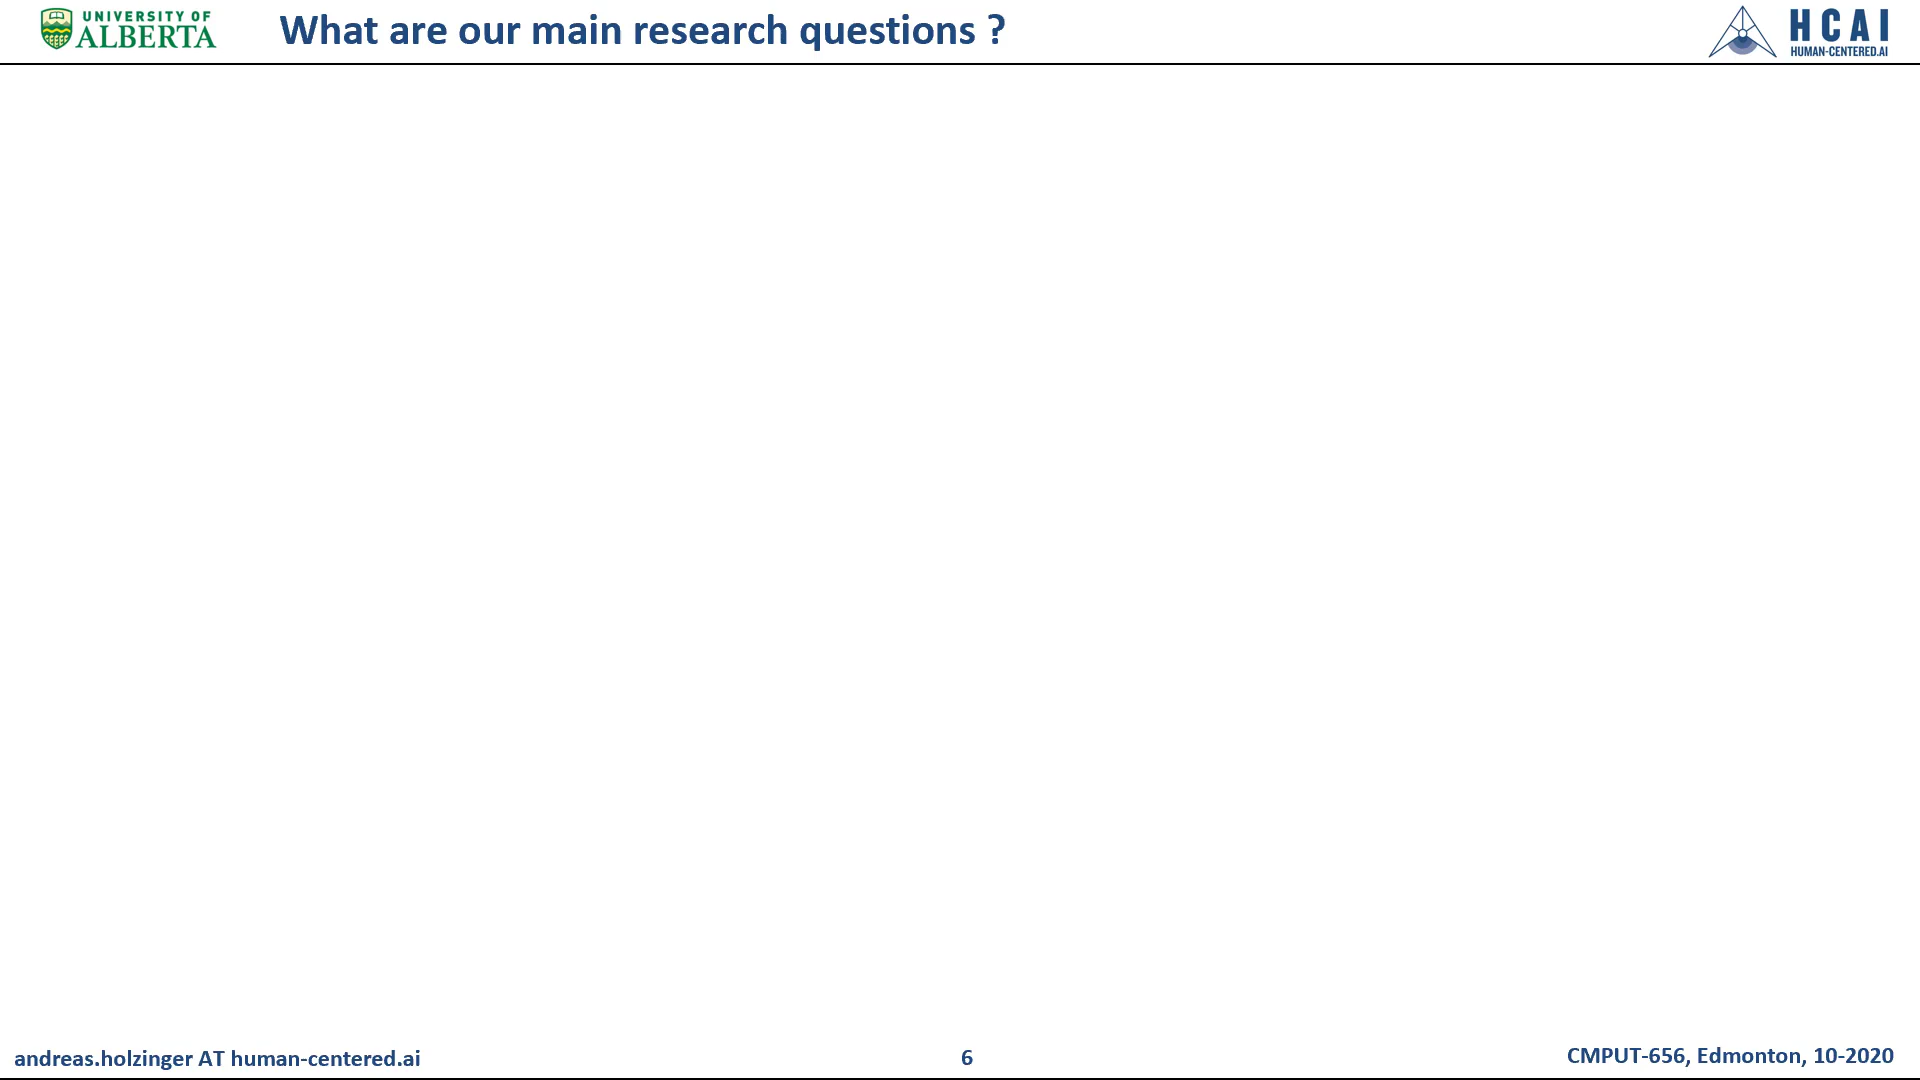 UNIVERSITY OF
ALBERTA
What are our main research questions ?
HCAI
HUMAN-CENTERED.AI
andreas.holzinger AT human-centered.ai
6
CMPUT-656, Edmonton, 10-2020